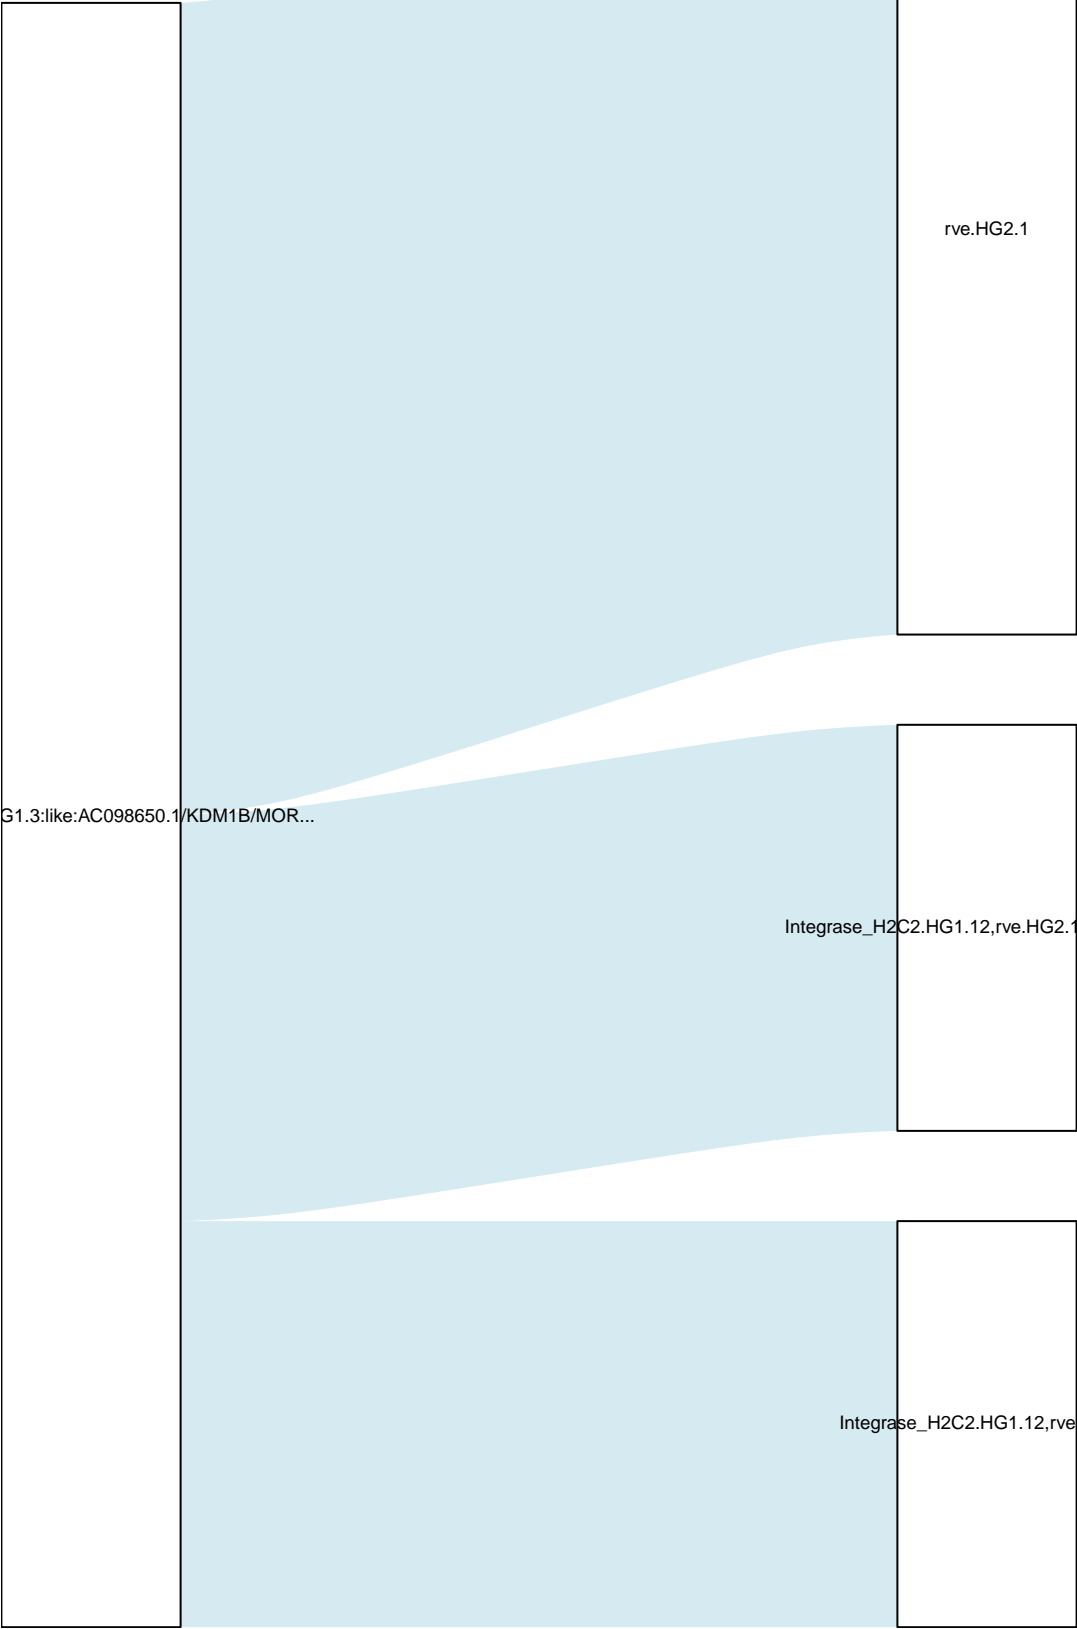 rve.HG2.1
G1.3:like:AC098650.1/KDM1B/MOR...
Integrase_H2C2.HG1.12,rve.HG2.1
Integrase_H2C2.HG1.12,rve